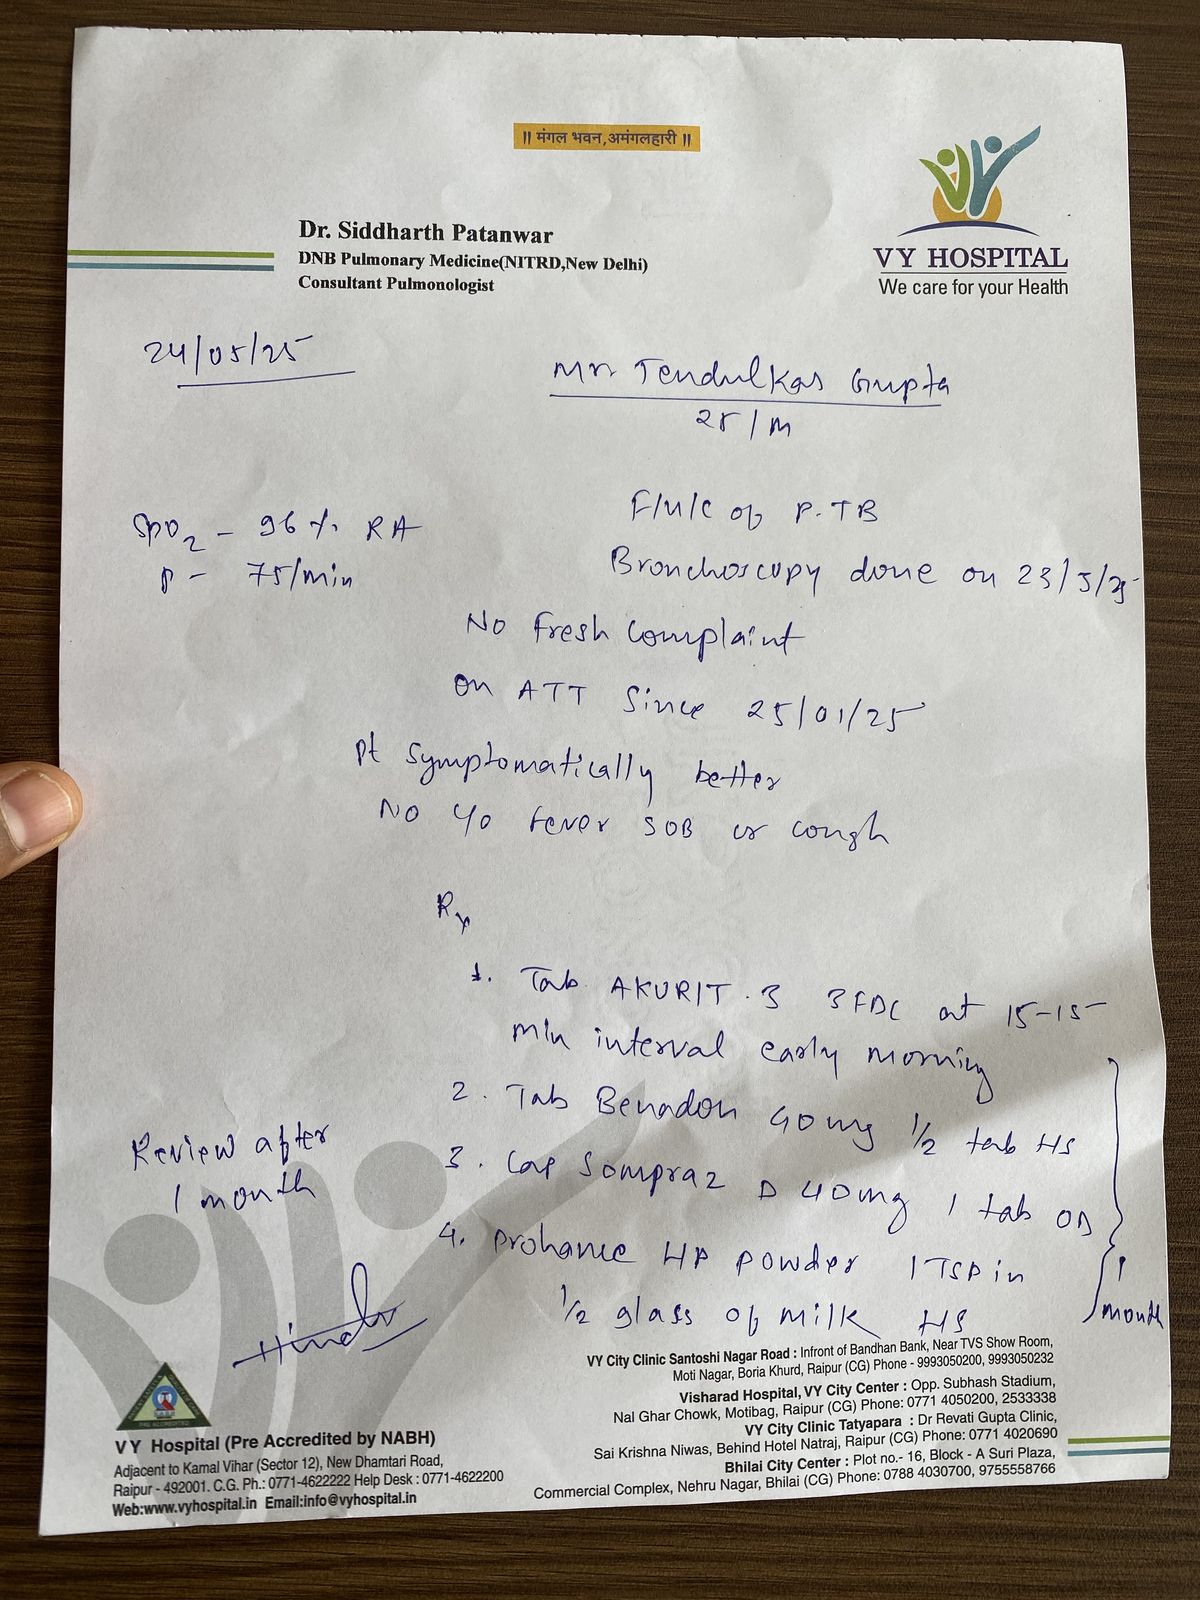 ॥ मंगल भवन,अमंगलहारी ॥
VY HOSPITAL
We care for your Health
Dr. Siddharth Patanwar
DNB Pulmonary Medicine(NITRD,New Delhi)
Consultant Pulmonologist
24/05/25
Mr. Tendulkas Gupta
25/M
SpO2 - 96 % RA
P - 75/min
F/U/C of P.TB
Bronchoscopy done on 23/5/25
No fresh complaint
on ATT Since 25/01/25
Pt symptomatically better
No c/o fever SOB or cough
Rx
1. Tab AKURIT.3 3FDC at 15-15
min interval early morning
2. Tab Benadon 40mg 1/2 tab HS
3. Cap Sompraz D 40mg 1 tab OD
4. Prohance HP powder 1 TSP in
1/2 glass of milk HS
1
month
Review after
1 month
VY City Clinic Santoshi Nagar Road : Infront of Bandhan Bank, Near TVS Show Room,
Moti Nagar, Boria Khurd, Raipur (CG) Phone - 9993050200, 9993050232
Visharad Hospital, VY City Center : Opp. Subhash Stadium,
Nal Ghar Chowk, Motibag, Raipur (CG) Phone: 0771 4050200, 2533338
VY City Clinic Tatyapara : Dr Revati Gupta Clinic,
Sai Krishna Niwas, Behind Hotel Natraj, Raipur (CG) Phone: 0771 4020690
Bhilai City Center : Plot no.- 16, Block - A Suri Plaza,
Commercial Complex, Nehru Nagar, Bhilai (CG) Phone: 0788 4030700, 9755558766
VY Hospital (Pre Accredited by NABH)
Adjacent to Kamal Vihar (Sector 12), New Dhamtari Road,
Raipur - 492001. C.G. Ph.: 0771-4622222 Help Desk : 0771-4622200
Web:www.vyhospital.in Email:info@vyhospital.in